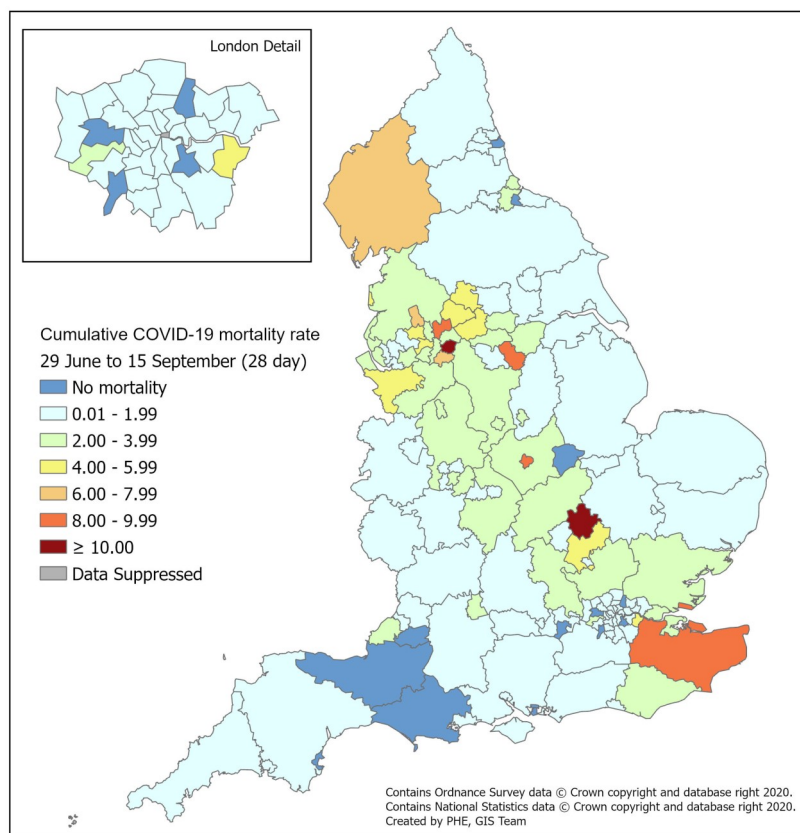 London Detail
Cumulative COVID-19 mortality rate
29 June to 15 September (28 day)
No mortality
0.01 - 1.99
2.00 - 3.99
4.00 - 5.99
6.00 - 7.99
8.00 - 9.99
≥ 10.00
Data Suppressed
Contains Ordnance Survey data © Crown copyright and database right 2020.
Contains National Statistics data © Crown copyright and database right 2020.
Created by PHE, GIS Team